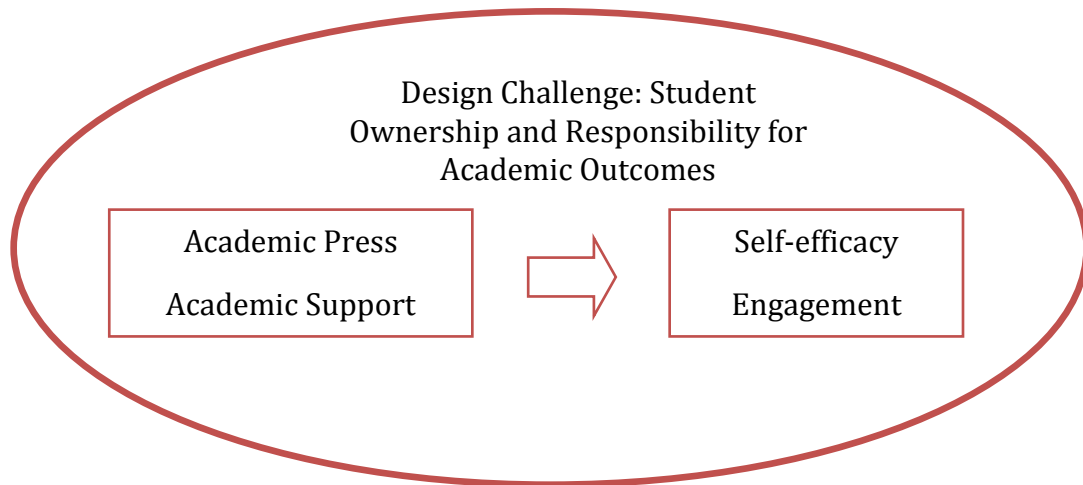 Design Challenge: Student
Ownership and Responsibility for
Academic Outcomes
Academic Press
Academic Support
Self-efficacy
Engagement